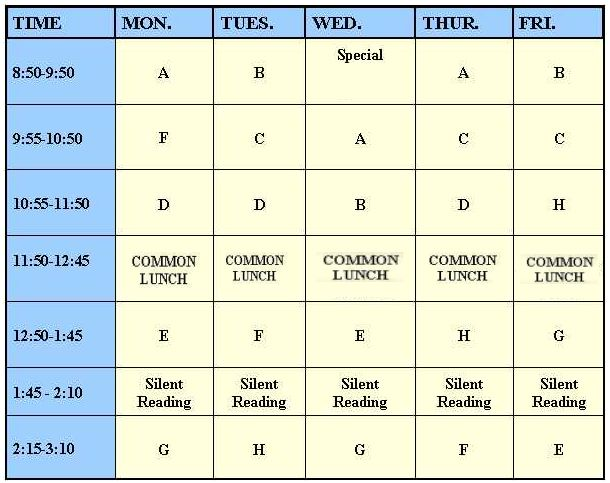 TIME MON. TUES. WED. THUR. FRI.
8:50-9:50 A B Special A B
9:55-10:50 F C A C C
10:55-11:50 D D B D H
11:50-12:45 COMMON LUNCH COMMON LUNCH COMMON LUNCH COMMON LUNCH COMMON LUNCH
12:50-1:45 E F E H G
1:45 - 2:10 Silent Reading Silent Reading Silent Reading Silent Reading Silent Reading
2:15-3:10 G H G F E